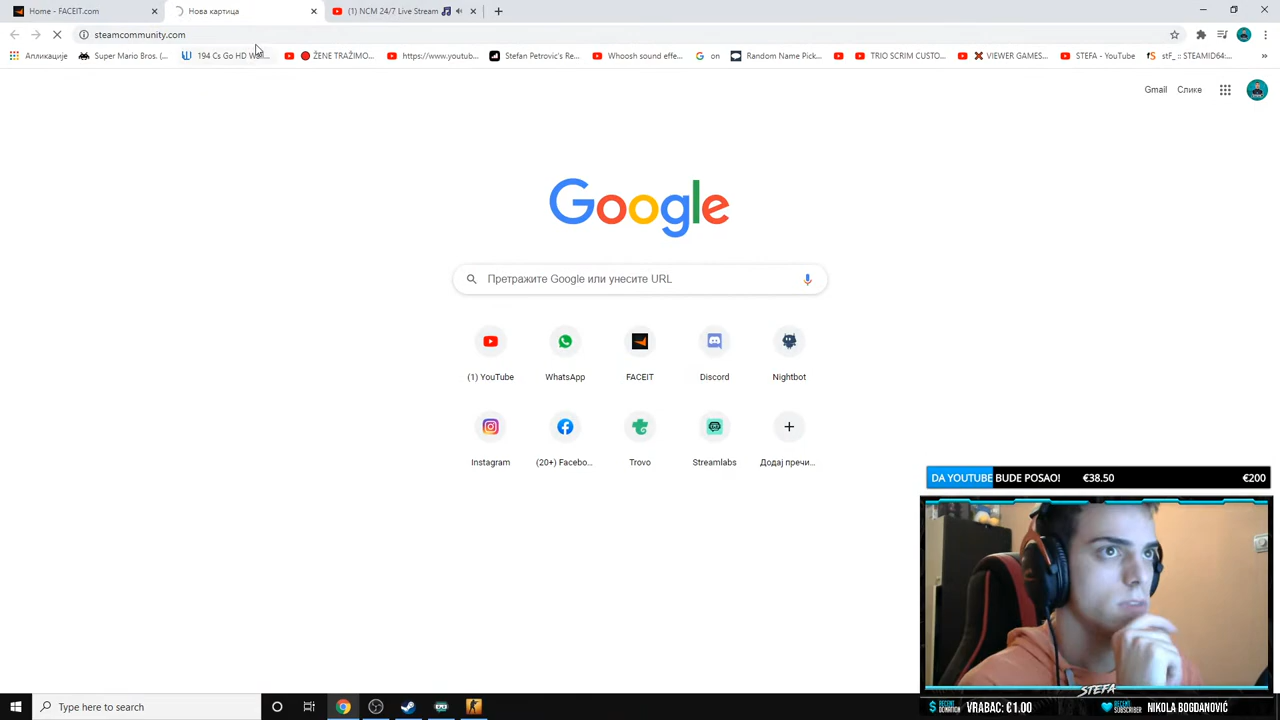 Home - FACEIT.com
Нова картица
(1) NCM 24/7 Live Stream
steamcommunity.com
Апликације
Super Mario Bros. (...
194 Cs Go HD Wall...
ŽENE TRAŽIMO...
https://www.youtub...
Stefan Petrovic's Re...
Whoosh sound effe...
on
Random Name Pick...
TRIO SCRIM CUSTO...
VIEWER GAMES...
STEFA - YouTube
stF_ :: STEAMID64:...
Gmail
Слике
Google
Претражите Google или унесите URL
(1) YouTube
WhatsApp
FACEIT
Discord
Nightbot
Instagram
(20+) Facebo...
Trovo
Streamlabs
Додај пречи...
DA YOUTUBE BUDE POSAO! €38.50 €200
STEFA
RECENT DONATION VRABAC: €1.00
RECENT SUBSCRIBER NIKOLA BOGDANOVIĆ
Type here to search